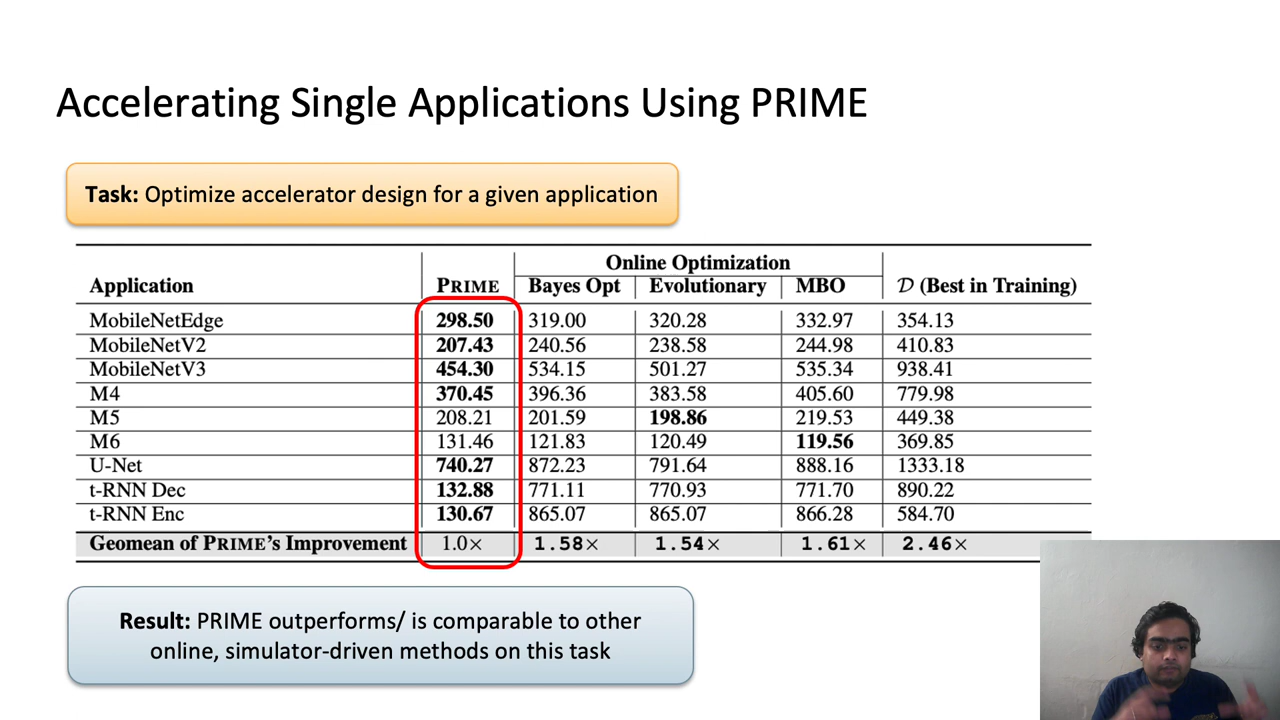 Accelerating Single Applications Using PRIME
Task: Optimize accelerator design for a given application
Online Optimization
Application PRIME Bayes Opt Evolutionary MBO D (Best in Training)
MobileNetEdge 298.50 319.00 320.28 332.97 354.13
MobileNetV2 207.43 240.56 238.58 244.98 410.83
MobileNetV3 454.30 534.15 501.27 535.34 938.41
M4 370.45 396.36 383.58 405.60 779.98
M5 208.21 201.59 198.86 219.53 449.38
M6 131.46 121.83 120.49 119.56 369.85
U-Net 740.27 872.23 791.64 888.16 1333.18
t-RNN Dec 132.88 771.11 770.93 771.70 890.22
t-RNN Enc 130.67 865.07 865.07 866.28 584.70
Geomean of PRIME's Improvement 1.0× 1.58× 1.54× 1.61× 2.46×
Result: PRIME outperforms/ is comparable to other
online, simulator-driven methods on this task